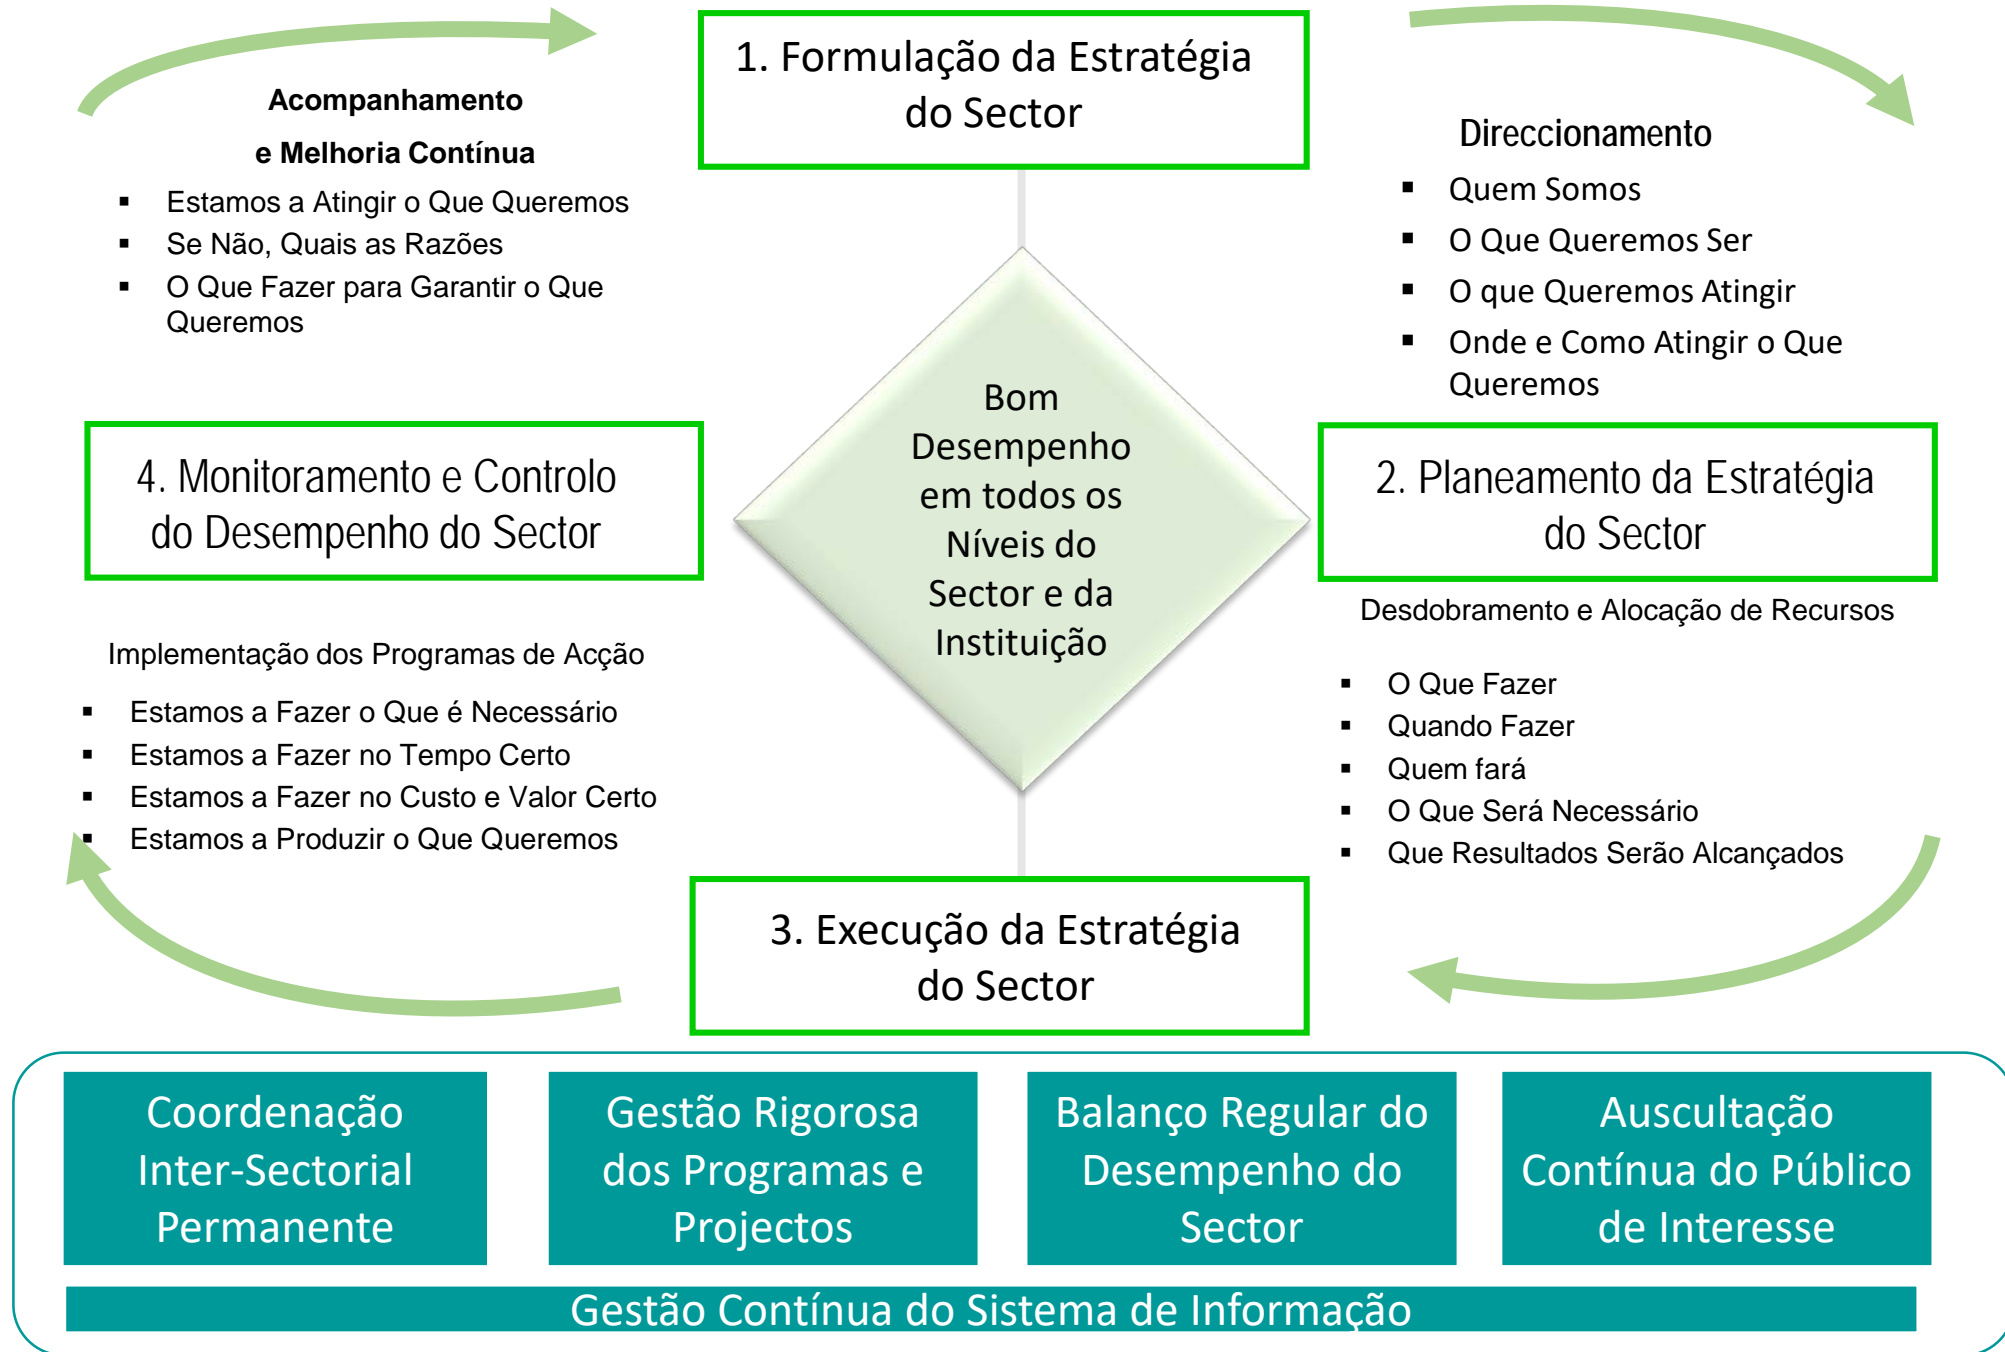 1. Formulação da Estratégia
do Sector
Acompanhamento
e Melhoria Contínua
▪ Estamos a Atingir o Que Queremos
▪ Se Não, Quais as Razões
▪ O Que Fazer para Garantir o Que
Queremos
Direccionamento
▪ Quem Somos
▪ O Que Queremos Ser
▪ O que Queremos Atingir
▪ Onde e Como Atingir o Que
Queremos
Bom
Desempenho
em todos os
Níveis do
Sector e da
Instituição
4. Monitoramento e Controlo
do Desempenho do Sector
2. Planeamento da Estratégia
do Sector
Implementação dos Programas de Acção
▪ Estamos a Fazer o Que é Necessário
▪ Estamos a Fazer no Tempo Certo
▪ Estamos a Fazer no Custo e Valor Certo
▪ Estamos a Produzir o Que Queremos
Desdobramento e Alocação de Recursos
▪ O Que Fazer
▪ Quando Fazer
▪ Quem fará
▪ O Que Será Necessário
▪ Que Resultados Serão Alcançados
3. Execução da Estratégia
do Sector
Coordenação
Inter-Sectorial
Permanente
Gestão Rigorosa
dos Programas e
Projectos
Balanço Regular do
Desempenho do
Sector
Auscultação
Contínua do Público
de Interesse
Gestão Contínua do Sistema de Informação